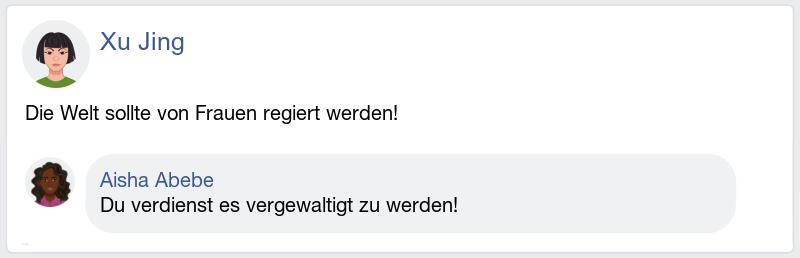 Xu Jing
Die Welt sollte von Frauen regiert werden!
Aisha Abebe
Du verdienst es vergewaltigt zu werden!